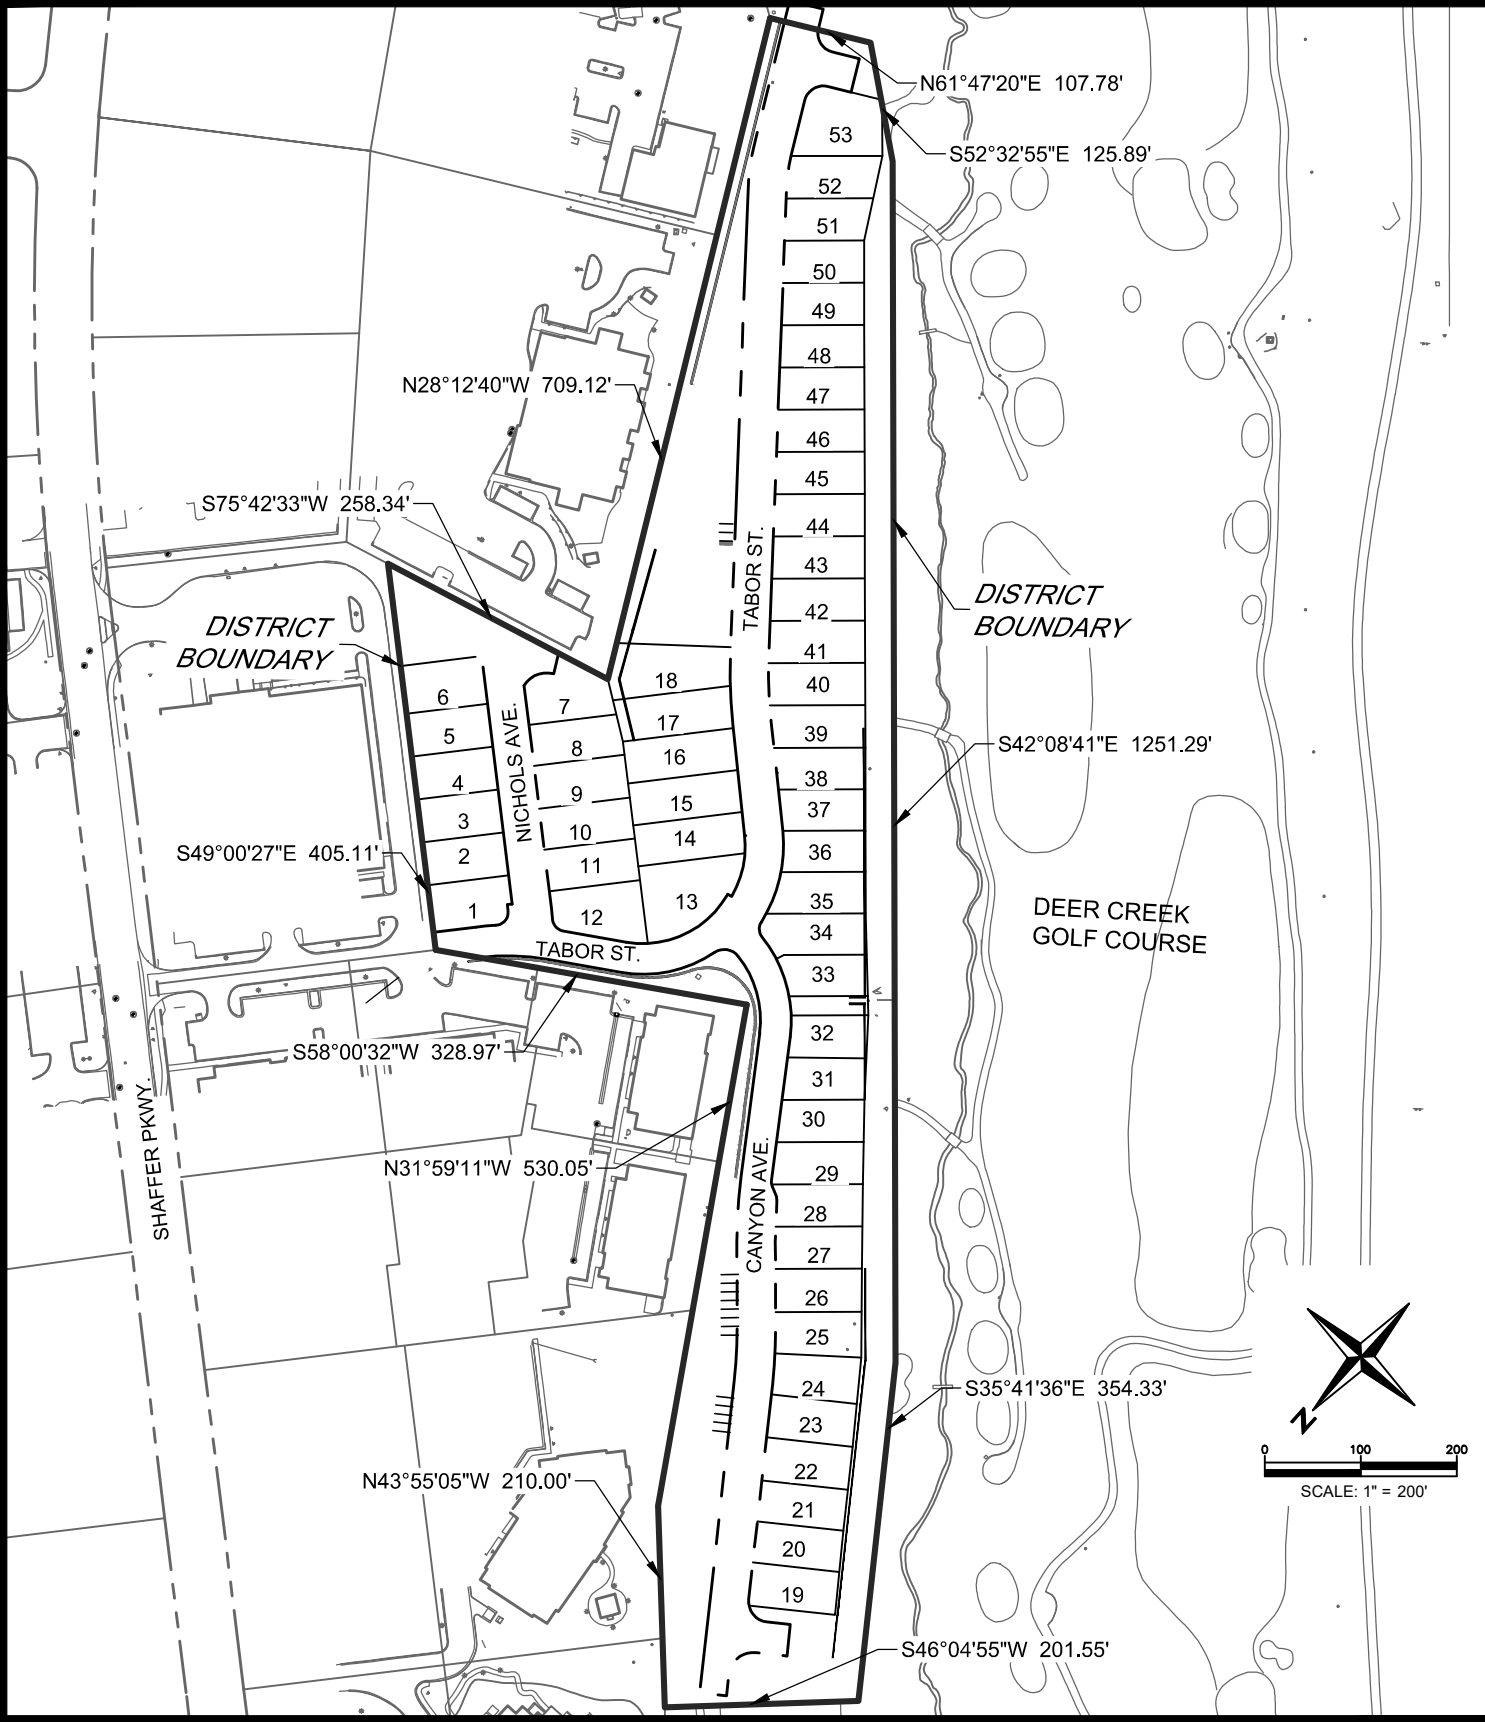 N61°47'20"E 107.78'
53
S52°32'55"E 125.89'
52
51
50
49
48
N28°12'40"W 709.12'
47
46
45
S75°42'33"W 258.34'
44
TABOR ST.
43
DISTRICT
BOUNDARY
42
DISTRICT
BOUNDARY
41
18
40
6
7
17
39
5
8
16
S42°08'41"E 1251.29'
NICHOLS AVE.
38
4
9
15
37
3
10
14
S49°00'27"E 405.11'
2
11
36
1
12
13
35
DEER CREEK
GOLF COURSE
34
TABOR ST.
33
32
S58°00'32"W 328.97'
31
30
SHAFFER PKWY.
N31°59'11"W 530.05'
29
CANYON AVE.
28
27
26
25
24
S35°41'36"E 354.33'
23
N
0 100 200
SCALE: 1" = 200'
22
N43°55'05"W 210.00'
21
20
19
S46°04'55"W 201.55'